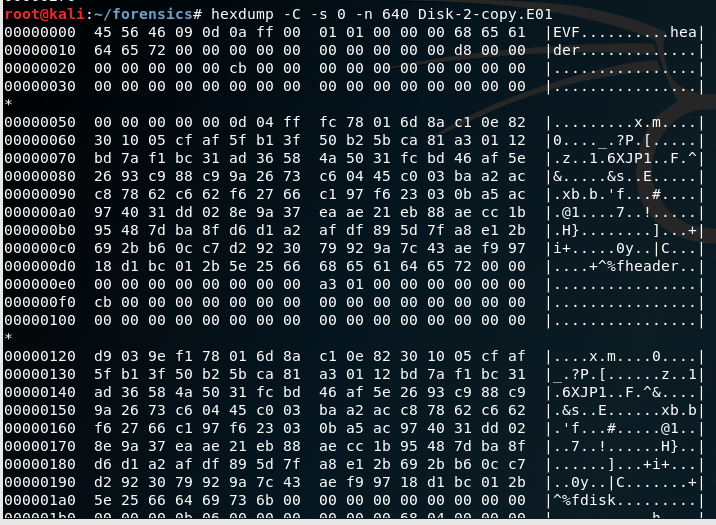 root@kali:~/forensics# hexdump -C -s 0 -n 640 Disk-2-copy.E01
00000000  45 56 46 09 0d 0a ff 00  01 01 00 00 00 68 65 61  |EVF..........hea|
00000010  64 65 72 00 00 00 00 00  00 00 00 00 00 d8 00 00  |der.............|
00000020  00 00 00 00 00 cb 00 00  00 00 00 00 00 00 00 00  |................|
00000030  00 00 00 00 00 00 00 00  00 00 00 00 00 00 00 00  |................|
*
00000050  00 00 00 00 00 0d 04 ff  fc 78 01 6d 8a c1 0e 82  |.........x.m....|
00000060  30 10 05 cf af 5f b1 3f  50 b2 5b ca 81 a3 01 12  |0...._.?P.[.....|
00000070  bd 7a f1 bc 31 ad 36 58  4a 50 31 fc bd 46 af 5e  |.z..1.6XJP1..F.^|
00000080  26 93 c9 88 c9 9a 26 73  c6 04 45 c0 03 ba a2 ac  |&.....&s..E.....|
00000090  c8 78 62 c6 62 f6 27 66  c1 97 f6 23 03 0b a5 ac  |.xb.b.'f...#....|
000000a0  97 40 31 dd 02 8e 9a 37  ea ae 21 eb 88 ae cc 1b  |.@1....7..!.....|
000000b0  95 48 7d ba 8f d6 d1 a2  af df 89 5d 7f a8 e1 2b  |.H}........]...+|
000000c0  69 2b b6 0c c7 d2 92 30  79 92 9a 7c 43 ae f9 97  |i+.....0y..|C...|
000000d0  18 d1 bc 01 2b 5e 25 66  68 65 61 64 65 72 00 00  |....+^%fheader..|
000000e0  00 00 00 00 00 00 00 00  a3 01 00 00 00 00 00 00  |................|
000000f0  cb 00 00 00 00 00 00 00  00 00 00 00 00 00 00 00  |................|
00000100  00 00 00 00 00 00 00 00  00 00 00 00 00 00 00 00  |................|
*
00000120  d9 03 9e f1 78 01 6d 8a  c1 0e 82 30 10 05 cf af  |....x.m....0....|
00000130  5f b1 3f 50 b2 5b ca 81  a3 01 12 bd 7a f1 bc 31  |_.?P.[......z..1|
00000140  ad 36 58 4a 50 31 fc bd  46 af 5e 26 93 c9 88 c9  |.6XJP1..F.^&....|
00000150  9a 26 73 c6 04 45 c0 03  ba a2 ac c8 78 62 c6 62  |.&s..E......xb.b|
00000160  f6 27 66 c1 97 f6 23 03  0b a5 ac 97 40 31 dd 02  |.'f...#.....@1..|
00000170  8e 9a 37 ea ae 21 eb 88  ae cc 1b 95 48 7d ba 8f  |..7..!......H}..|
00000180  d6 d1 a2 af df 89 5d 7f  a8 e1 2b 69 2b b6 0c c7  |......]...+i+...|
00000190  d2 92 30 79 92 9a 7c 43  ae f9 97 18 d1 bc 01 2b  |..0y..|C.......+|
000001a0  5e 25 66 64 69 73 6b 00  00 00 00 00 00 00 00 00  |^%fdisk.........|